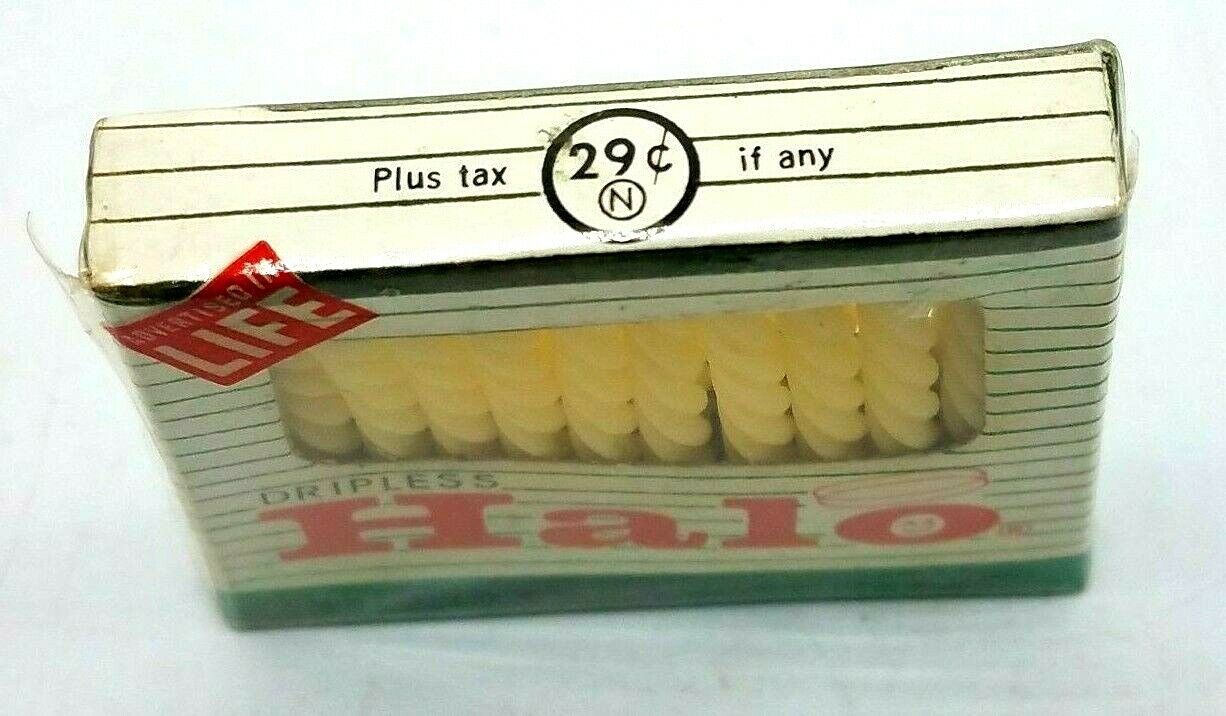 Plus tax 29¢ if any
N
ADVERTISED IN
LIFE
DRIPLESS
Halo